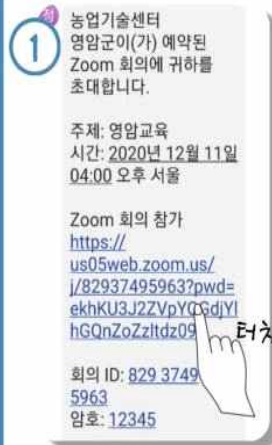 1
농업기술센터
영암군이(가) 예약된
Zoom 회의에 귀하를
초대합니다.
주제: 영암교육
시간: 2020년 12월 11일
04:00 오후 서울
Zoom 회의 참가
https://
us05web.zoom.us/
j/82937495963?pwd=
hGQnZoZzltdz09
터치
회의 ID: 829 3749
5963
암호: 12345